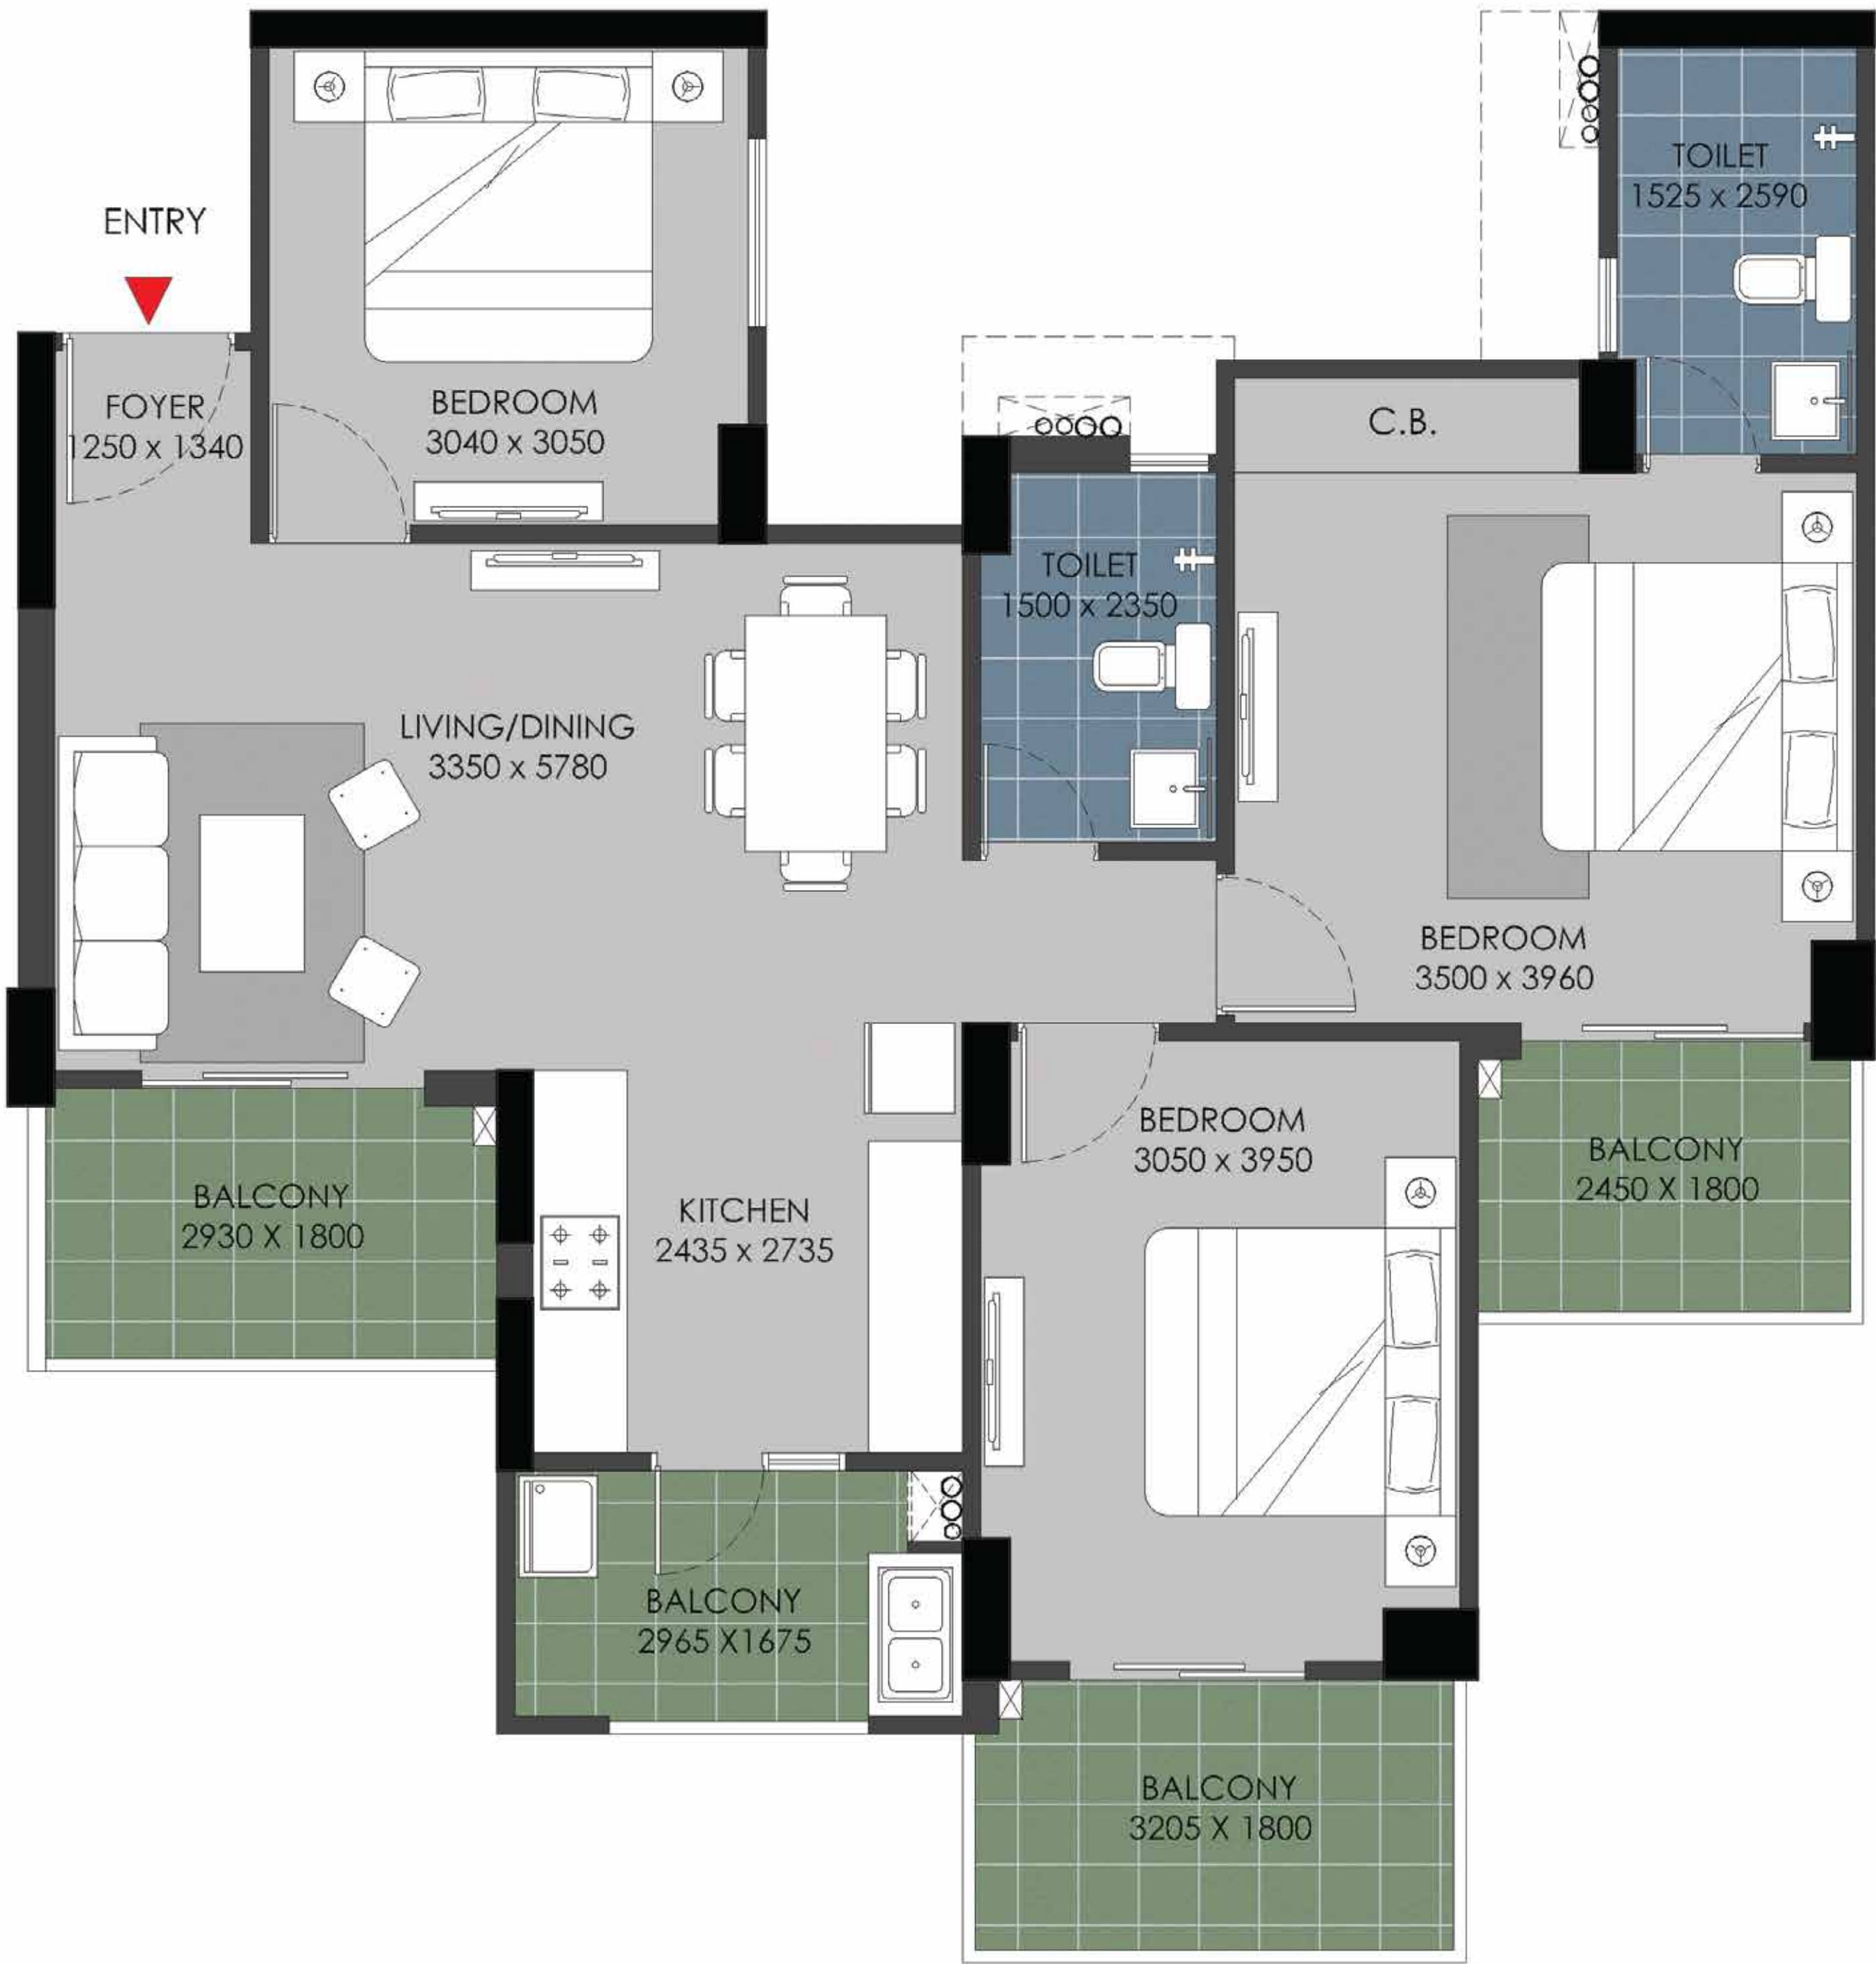 TOILET
1525 x 2590
ENTRY
FOYER
1250 x 1340
BEDROOM
3040 x 3050
C.B.
TOILET
1500 x 2350
LIVING/DINING
3350 x 5780
BEDROOM
3500 x 3960
BEDROOM
3050 x 3950
BALCONY
2450 X 1800
BALCONY
2930 X 1800
KITCHEN
2435 x 2735
BALCONY
2965 X1675
BALCONY
3205 X 1800